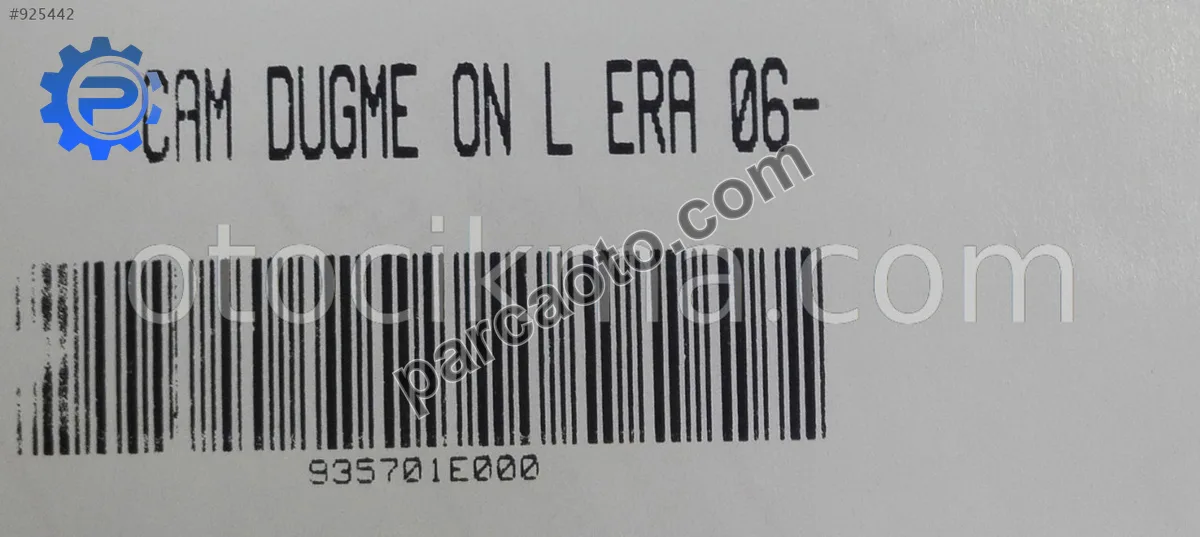 #925442
CAM DUGME ON L ERA 06-
parcaoto.com
otocikma.com
935701E000